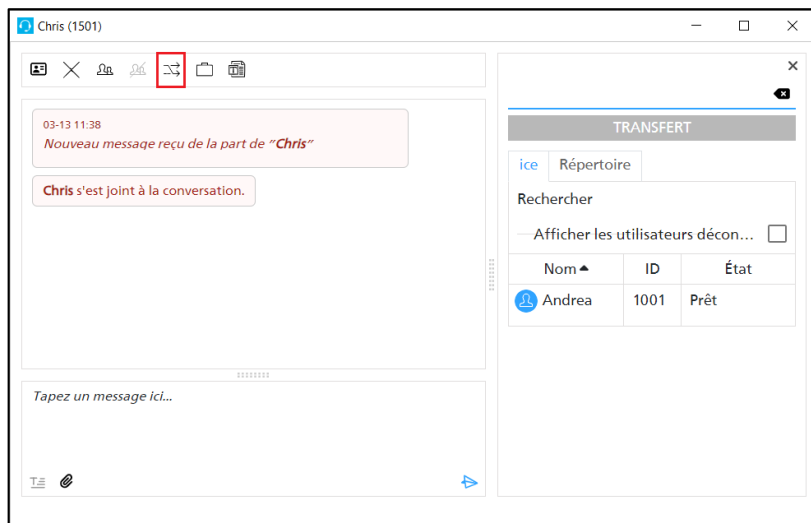 Chris (1501)
03-13 11:38
Nouveau message reçu de la part de "Chris"
Chris s'est joint à la conversation.
Tapez un message ici...
TRANSFERT
ice Répertoire
Rechercher
Afficher les utilisateurs décon...
Nom ID État
Andrea 1001 Prêt